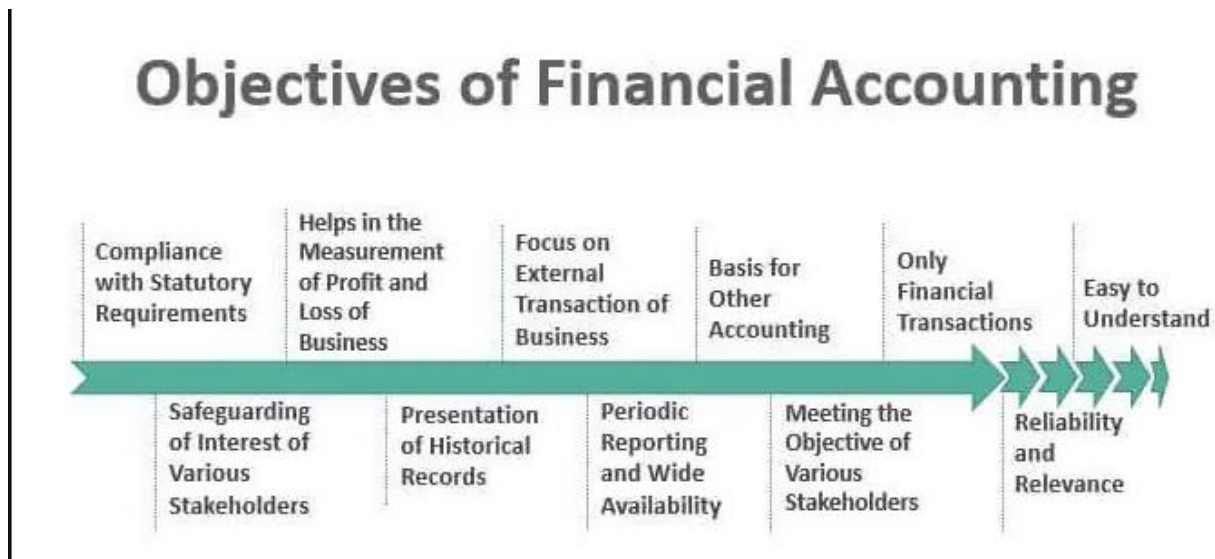 Objectives of Financial Accounting
Compliance
with Statutory
Requirements
Helps in the
Measurement
of Profit and
Loss of
Business
Focus on
External
Transaction of
Business
Basis for
Other
Accounting
Only
Financial
Transactions
Easy to
Understand
Safeguarding
of Interest of
Various
Stakeholders
Presentation
of Historical
Records
Periodic
Reporting
and Wide
Availability
Meeting the
Objective of
Various
Stakeholders
Reliability
and
Relevance